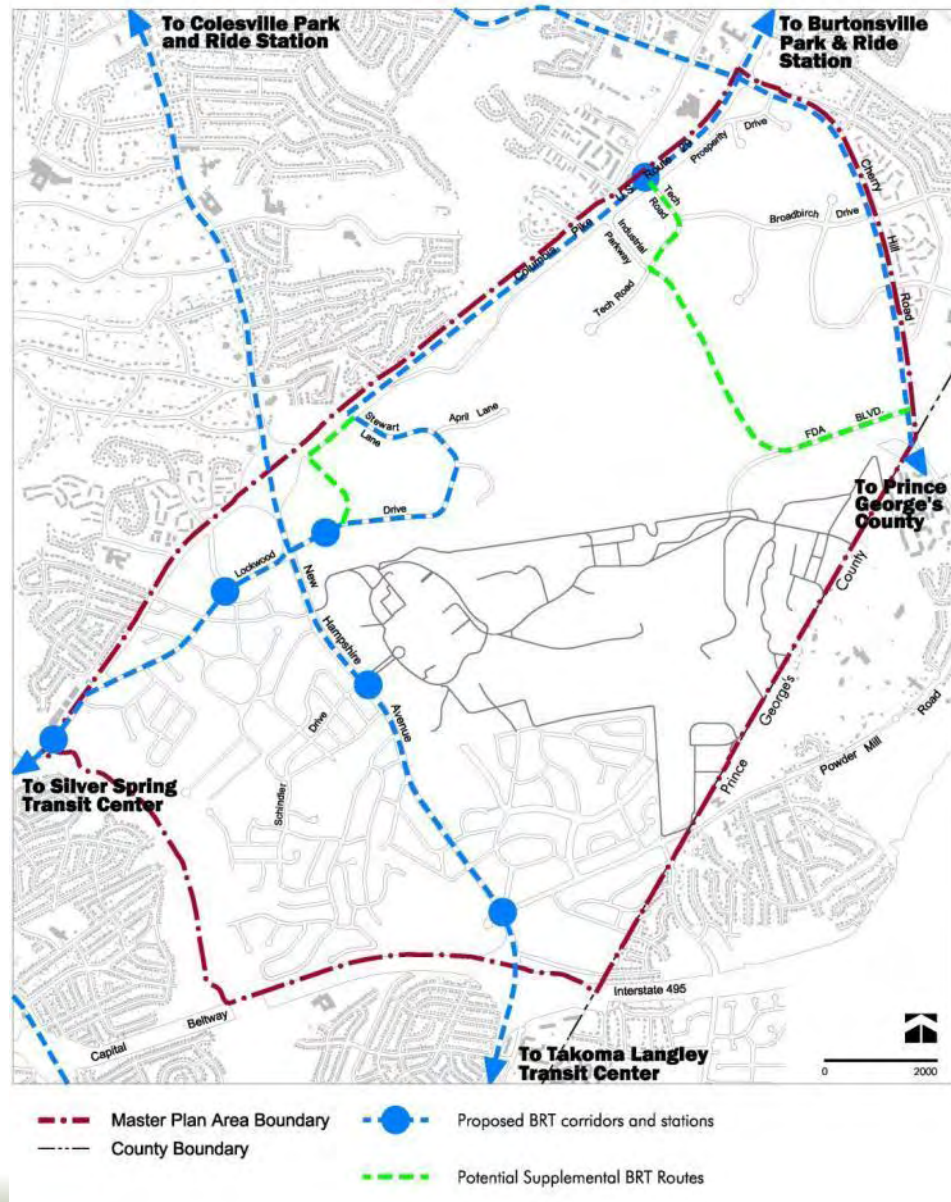 To Colesville Park
and Ride Station
To Burtonsville
Park & Ride
Station
U.S. Route 29
Prosperity Drive
Cherry Hill Road
Tech Road
Industrial Parkway
Broadbirch Drive
Columbia Pike
Tech Road
Stewart Lane
April Lane
FDA BLVD.
To Prince
George's
County
Lockwood Drive
New Hampshire Avenue
Prince George's County
Powder Mill Road
Schindler Drive
To Silver Spring
Transit Center
Interstate 495
Capital Beltway
To Takoma Langley
Transit Center
0 2000
Master Plan Area Boundary
Proposed BRT corridors and stations
County Boundary
Potential Supplemental BRT Routes